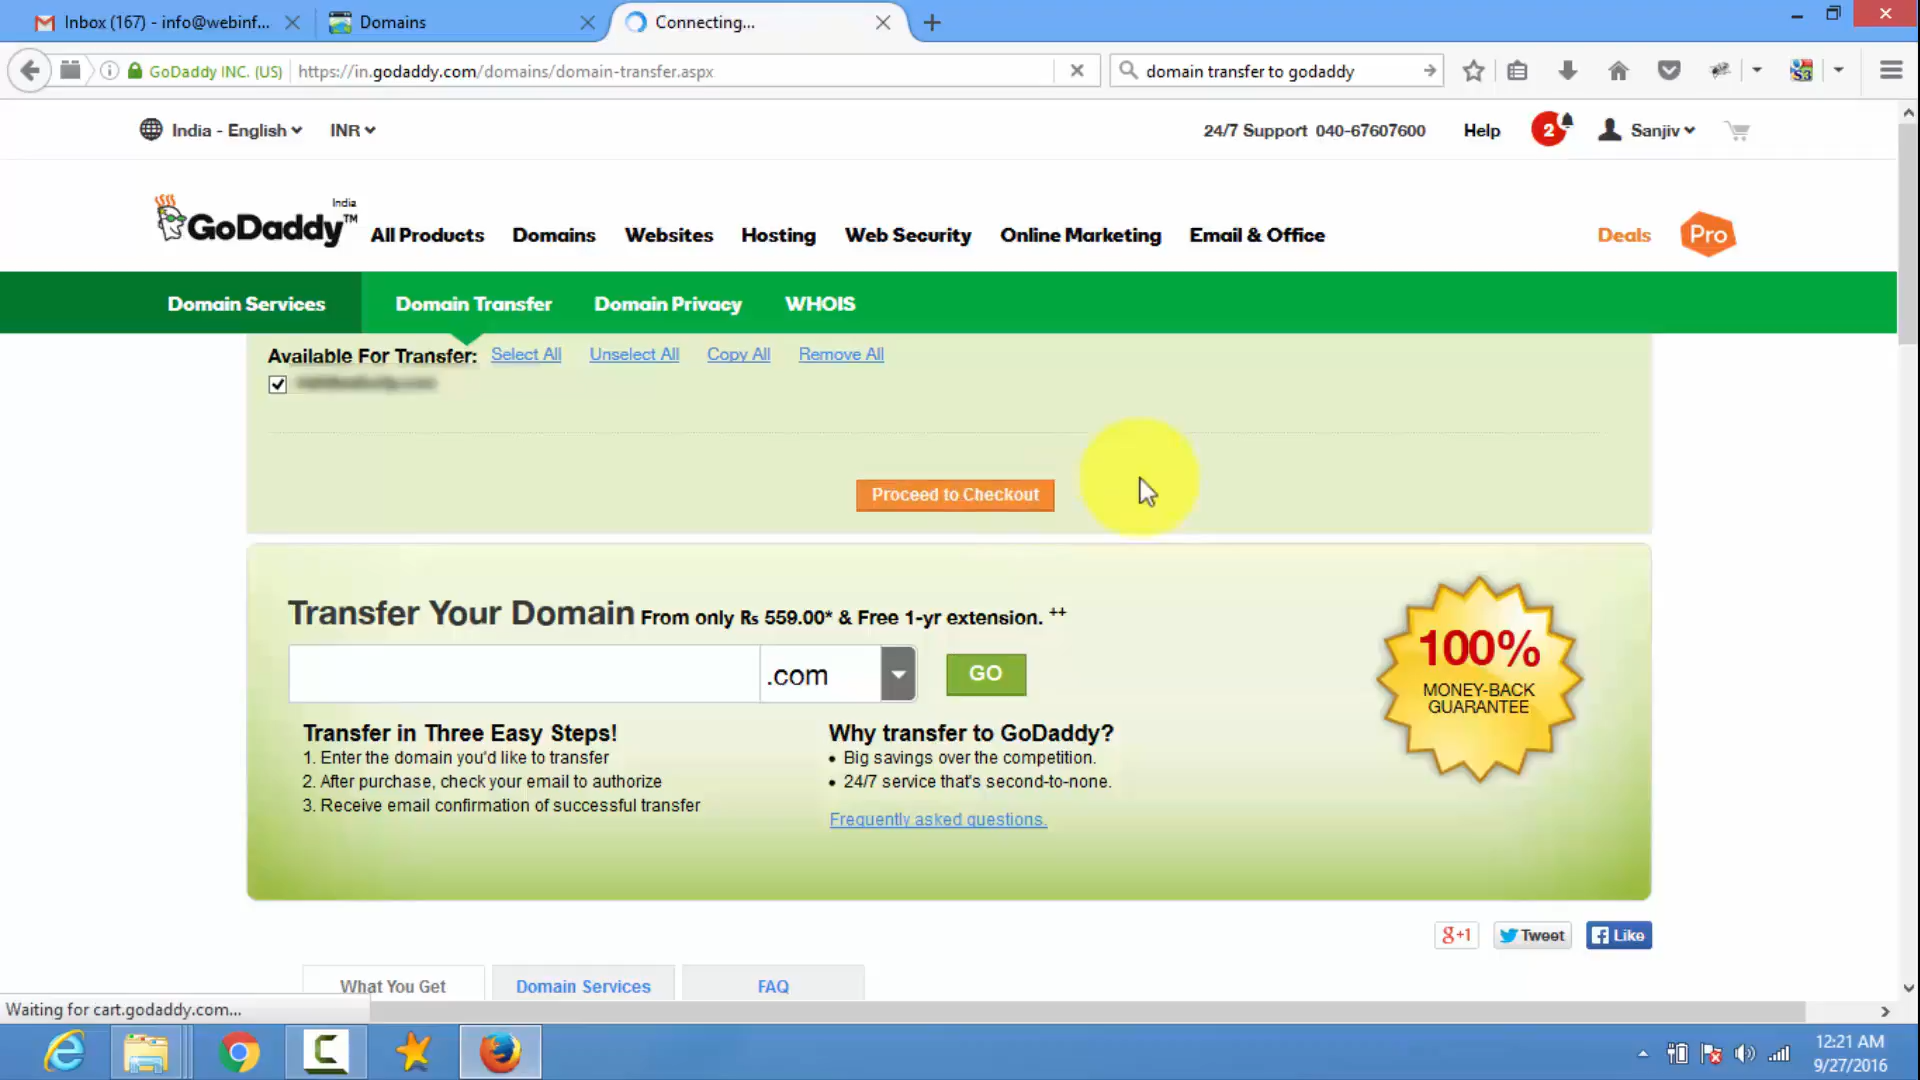 Inbox (167) - info@webinf...
Domains
Connecting...
GoDaddy INC. (US)
https://in.godaddy.com/domains/domain-transfer.aspx
domain transfer to godaddy
India - English
INR
24/7 Support 040-67607600
Help
2
Sanjiv
India
GoDaddy™
All Products
Domains
Websites
Hosting
Web Security
Online Marketing
Email & Office
Deals
Pro
Domain Services
Domain Transfer
Domain Privacy
WHOIS
Available For Transfer:
Select All
Unselect All
Copy All
Remove All
Proceed to Checkout
Transfer Your Domain From only Rs 559.00* & Free 1-yr extension. ++
.com
GO
100%
MONEY-BACK
GUARANTEE
Transfer in Three Easy Steps!
1. Enter the domain you'd like to transfer
2. After purchase, check your email to authorize
3. Receive email confirmation of successful transfer
Why transfer to GoDaddy?
• Big savings over the competition.
• 24/7 service that's second-to-none.
Frequently asked questions.
g+1
Tweet
Like
What You Get
Domain Services
FAQ
Waiting for cart.godaddy.com...
12:21 AM
9/27/2016